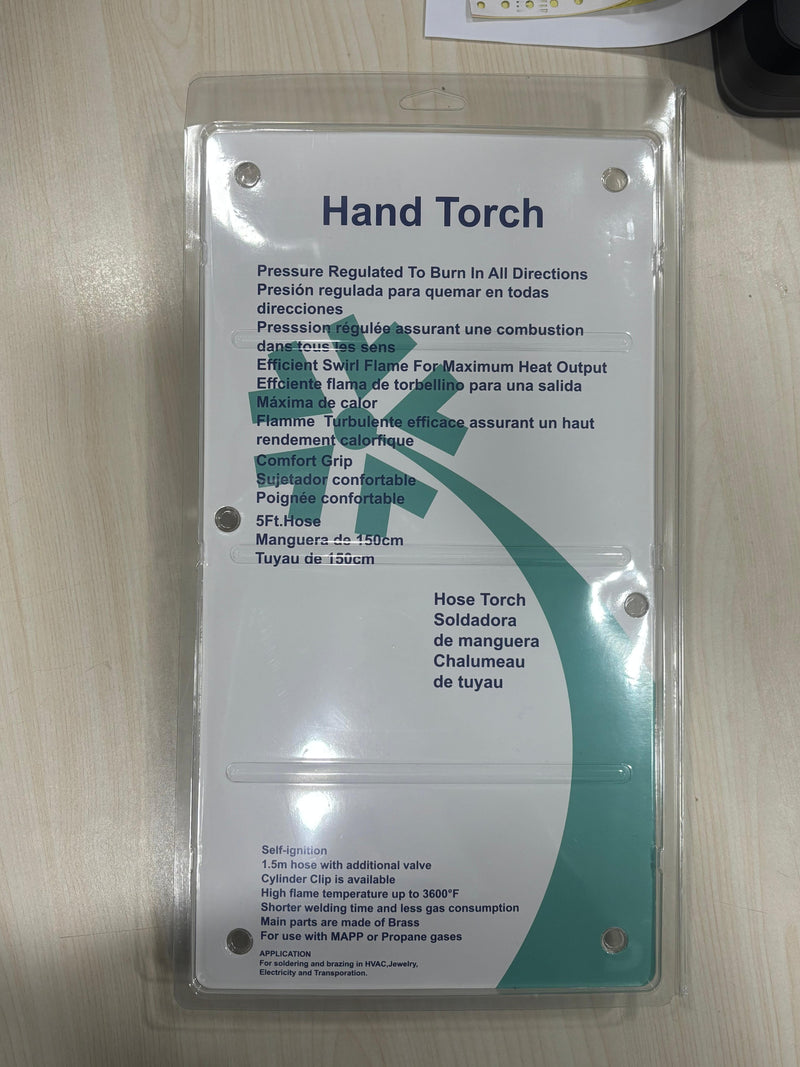 Hand Torch
Pressure Regulated To Burn In All Directions
Presión regulada para quemar en todas
direcciones
Presssion régulée assurant une combustion
dans tous les sens
Efficient Swirl Flame For Maximum Heat Output
Effciente flama de torbellino para una salida
Máxima de calor
Flamme Turbulente efficace assurant un haut
rendement calorfique
Comfort Grip
Sujetador confortable
Poignée confortable
5Ft.Hose
Manguera de 150cm
Tuyau de 150cm
Hose Torch
Soldadora
de manguera
Chalumeau
de tuyau
Self-ignition
1.5m hose with additional valve
Cylinder Clip is available
High flame temperature up to 3600°F
Shorter welding time and less gas consumption
Main parts are made of Brass
For use with MAPP or Propane gases
APPLICATION
For soldering and brazing in HVAC,Jewelry,
Electricity and Transporation.